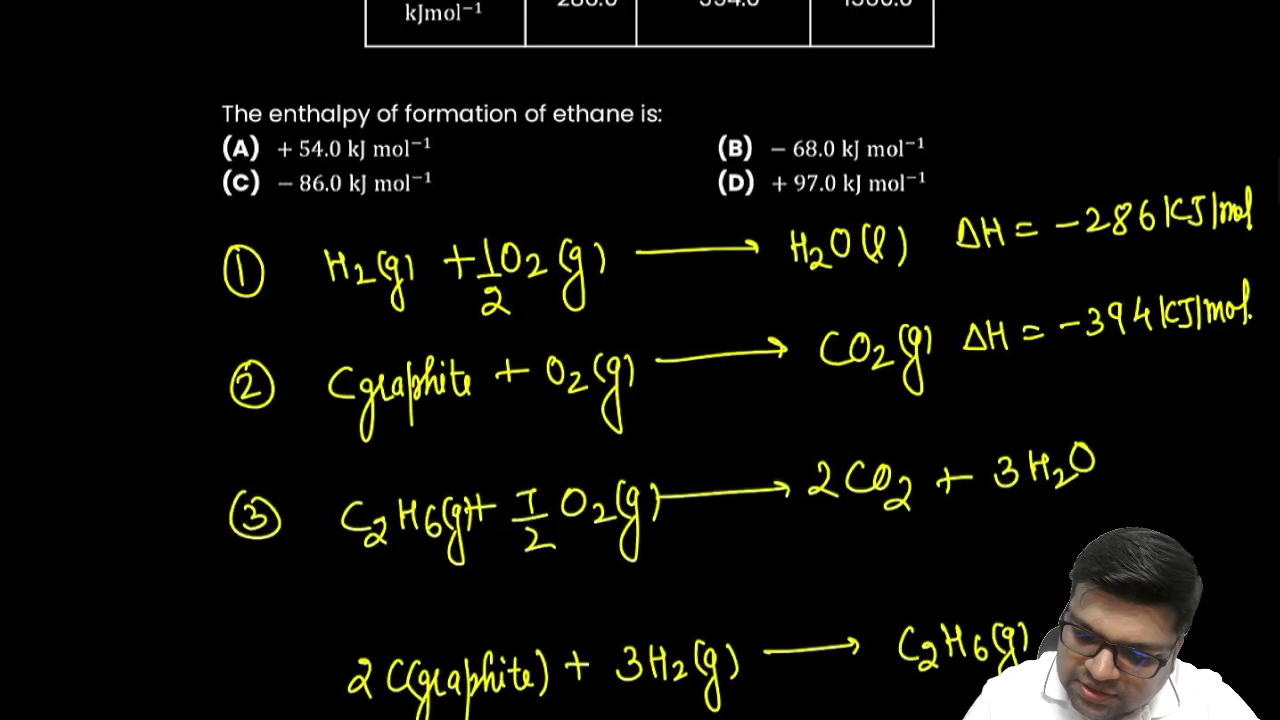 kJmol⁻¹
The enthalpy of formation of ethane is:
(A) + 54.0 kJ mol⁻¹ (B) − 68.0 kJ mol⁻¹
(C) − 86.0 kJ mol⁻¹ (D) + 97.0 kJ mol⁻¹
① H₂(g) + 1/2 O₂(g) ⟶ H₂O(l) ΔH = −286 KJ/mol
② Cgraphite + O₂(g) ⟶ CO₂(g) ΔH = −394 KJ/mol.
③ C₂H₆(g) + 7/2 O₂(g) ⟶ 2CO₂ + 3H₂O
2C(graphite) + 3H₂(g) ⟶ C₂H₆(g)